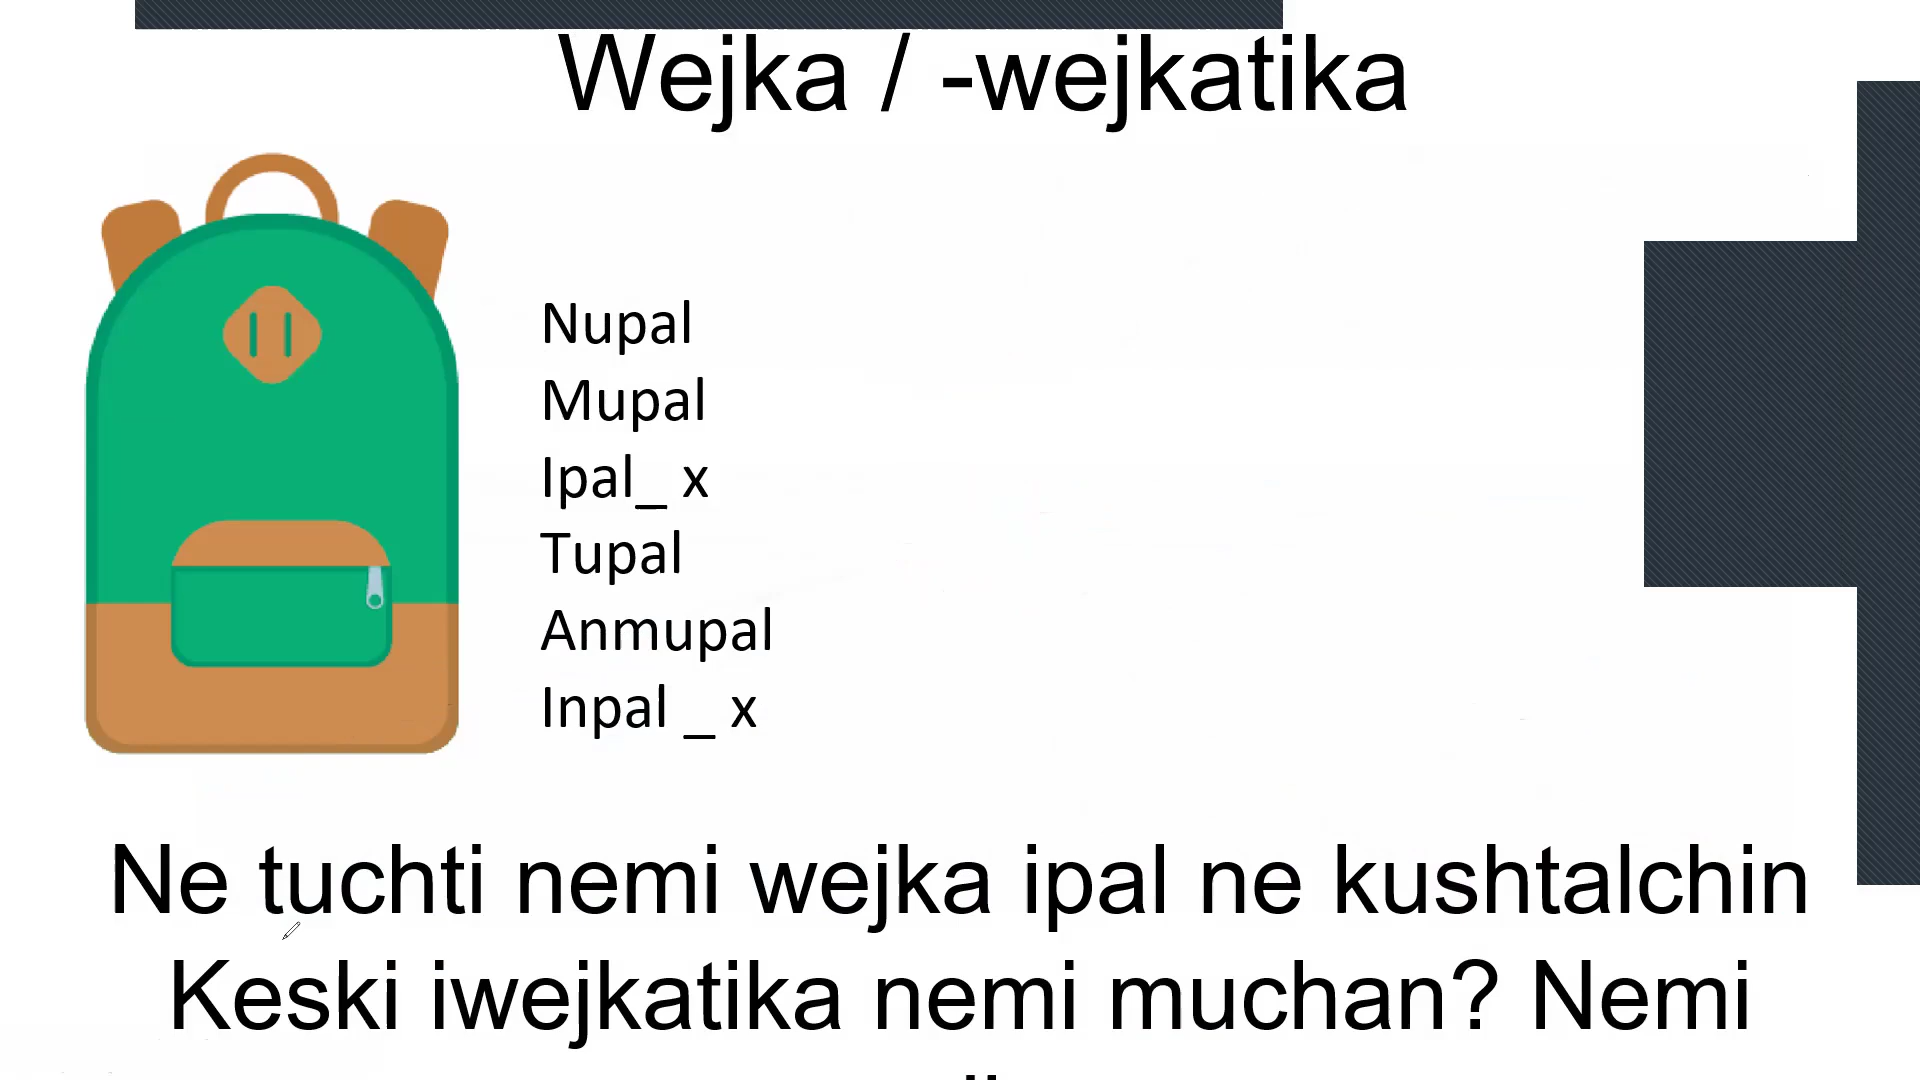 Wejka / -wejkatika
Nupal
Mupal
Ipal_ x
Tupal
Anmupal
Inpal _ x
Ne tuchti nemi wejka ipal ne kushtalchin
Keski iwejkatika nemi muchan? Nemi